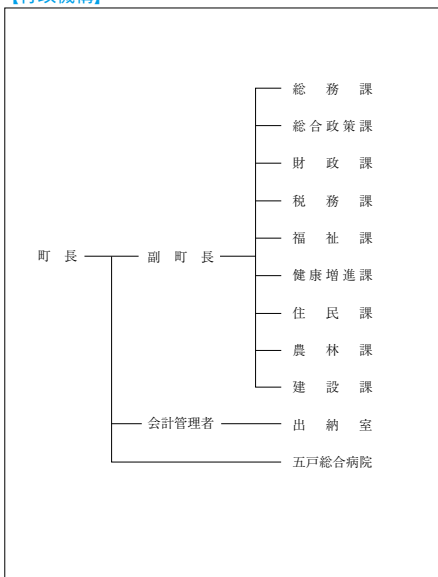 【行政機構】
総務課
総合政策課
財政課
税務課
福祉課
町長
副町長
健康増進課
住民課
農林課
建設課
会計管理者
出納室
五戸総合病院